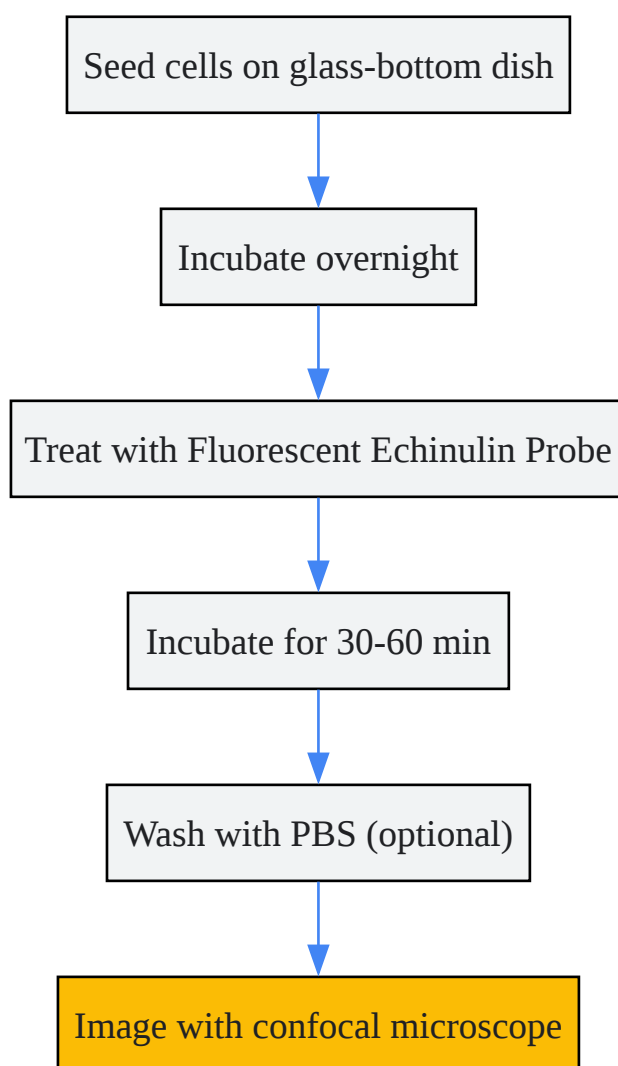 Seed cells on glass-bottom dish
Incubate overnight
Treat with Fluorescent Echinulin Probe
Incubate for 30-60 min
Wash with PBS (optional)
Image with confocal microscope